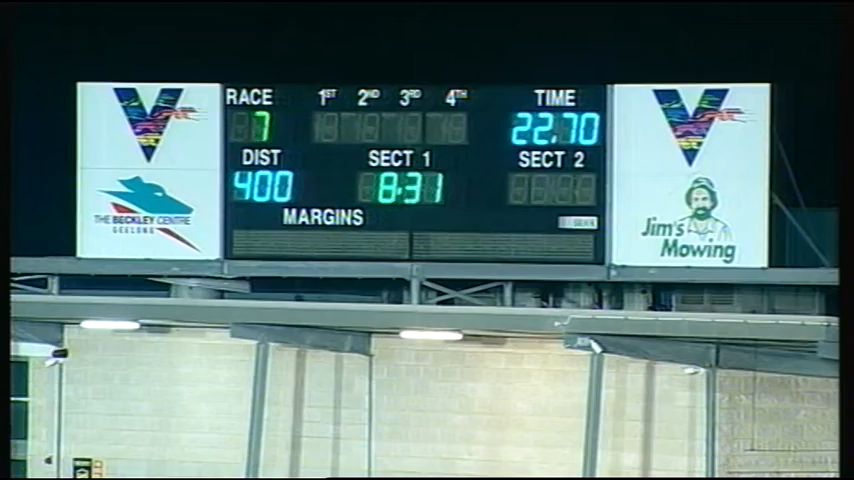 RACE 1ST 2ND 3RD 4TH TIME
7 22.70
DIST SECT 1 SECT 2
400 8.31
MARGINS
V
THE BECKLEY CENTRE
GEELONG
V
Jim's
Mowing